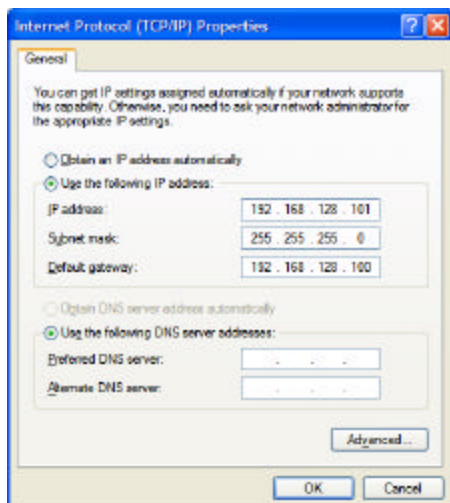 Internet Protocol (TCP/IP) Properties
General
You can get IP settings assigned automatically if your network supports
this capability. Otherwise, you need to ask your network administrator for
the appropriate IP settings.
Obtain an IP address automatically
Use the following IP address:
IP address: 192 . 168 . 128 . 101
Subnet mask: 255 . 255 . 255 . 0
Default gateway: 192 . 168 . 128 . 100
Obtain DNS server address automatically
Use the following DNS server addresses:
Preferred DNS server: . . .
Alternate DNS server: . . .
Advanced...
OK Cancel